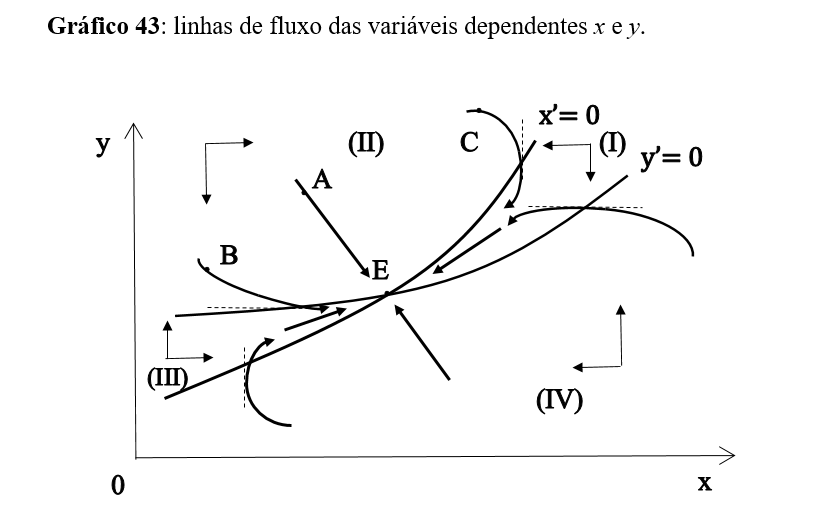 Gráfico 43: linhas de fluxo das variáveis dependentes x e y.
x'= 0
y
(II)
C
(I)
y'= 0
A
B
E
(III)
(IV)
0
x